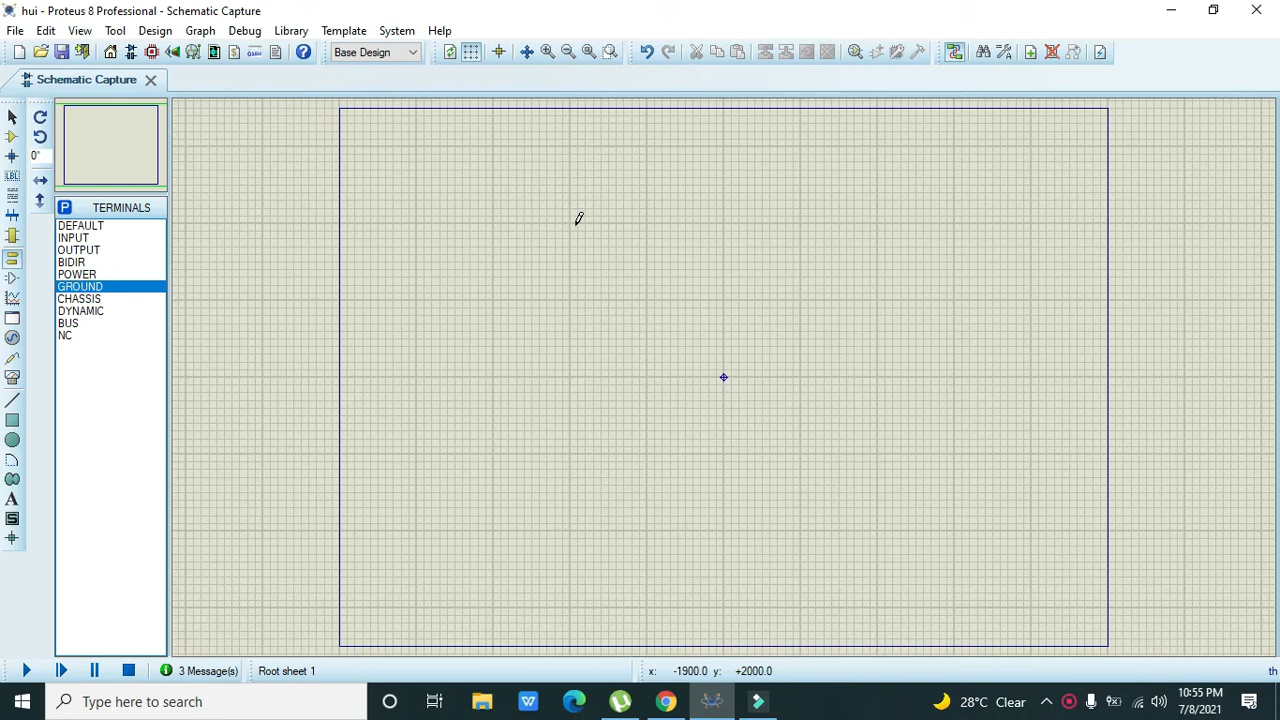 hui - Proteus 8 Professional - Schematic Capture
File Edit View Tool Design Graph Debug Library Template System Help
Base Design
Schematic Capture
0°
LBL
P TERMINALS
DEFAULT
INPUT
OUTPUT
BIDIR
POWER
GROUND
CHASSIS
DYNAMIC
BUS
NC
A
S
3 Message(s) Root sheet 1 x: -1900.0 y: +2000.0 th
Type here to search 28°C Clear 10:55 PM
7/8/2021